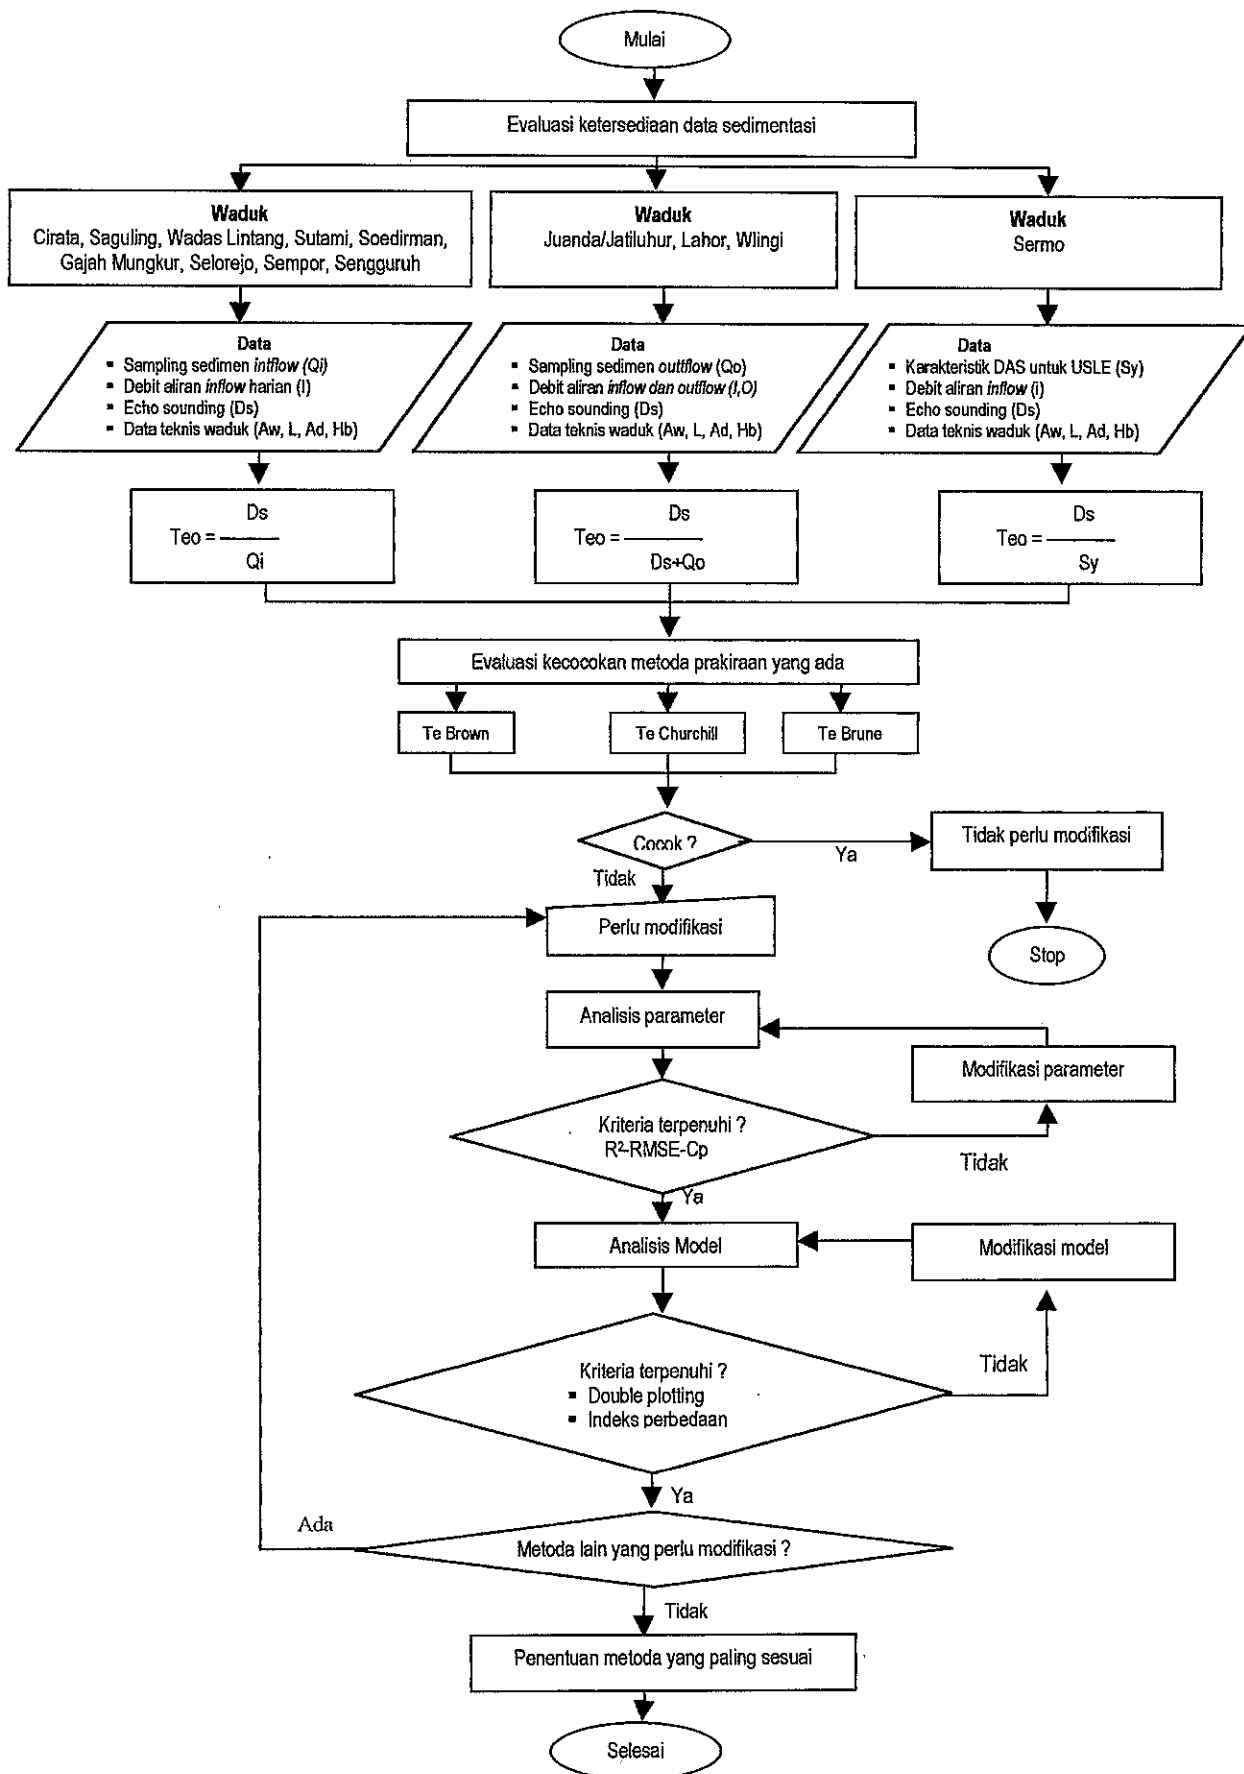 Mulai
Evaluasi ketersediaan data sedimentasi
Waduk
Cirata, Saguling, Wadas Lintang, Sutami, Soedirman,
Gajah Mungkur, Selorejo, Sempor, Sengguruh
Waduk
Juanda/Jatiluhur, Lahor, Wlingi
Waduk
Sermo
Data
▪ Sampling sedimen intflow (Qi)
▪ Debit aliran inflow harian (I)
▪ Echo sounding (Ds)
▪ Data teknis waduk (Aw, L, Ad, Hb)
Data
▪ Sampling sedimen outtflow (Qo)
▪ Debit aliran inflow dan outflow (I,O)
▪ Echo sounding (Ds)
▪ Data teknis waduk (Aw, L, Ad, Hb)
Data
▪ Karakteristik DAS untuk USLE (Sy)
▪ Debit aliran inflow (i)
▪ Echo sounding (Ds)
▪ Data teknis waduk (Aw, L, Ad, Hb)
Ds
Teo =
Qi
Ds
Teo =
Ds+Qo
Ds
Teo =
Sy
Evaluasi kecocokan metoda prakiraan yang ada
Te Brown
Te Churchill
Te Brune
Cocok ?
Ya
Tidak perlu modifikasi
Tidak
Perlu modifikasi
Stop
Analisis parameter
Modifikasi parameter
Kriteria terpenuhi ?
R²-RMSE-Cp
Tidak
Ya
Analisis Model
Modifikasi model
Tidak
Kriteria terpenuhi ?
▪ Double plotting
▪ Indeks perbedaan
Ya
Ada
Metoda lain yang perlu modifikasi ?
Tidak
Penentuan metoda yang paling sesuai
Selesai